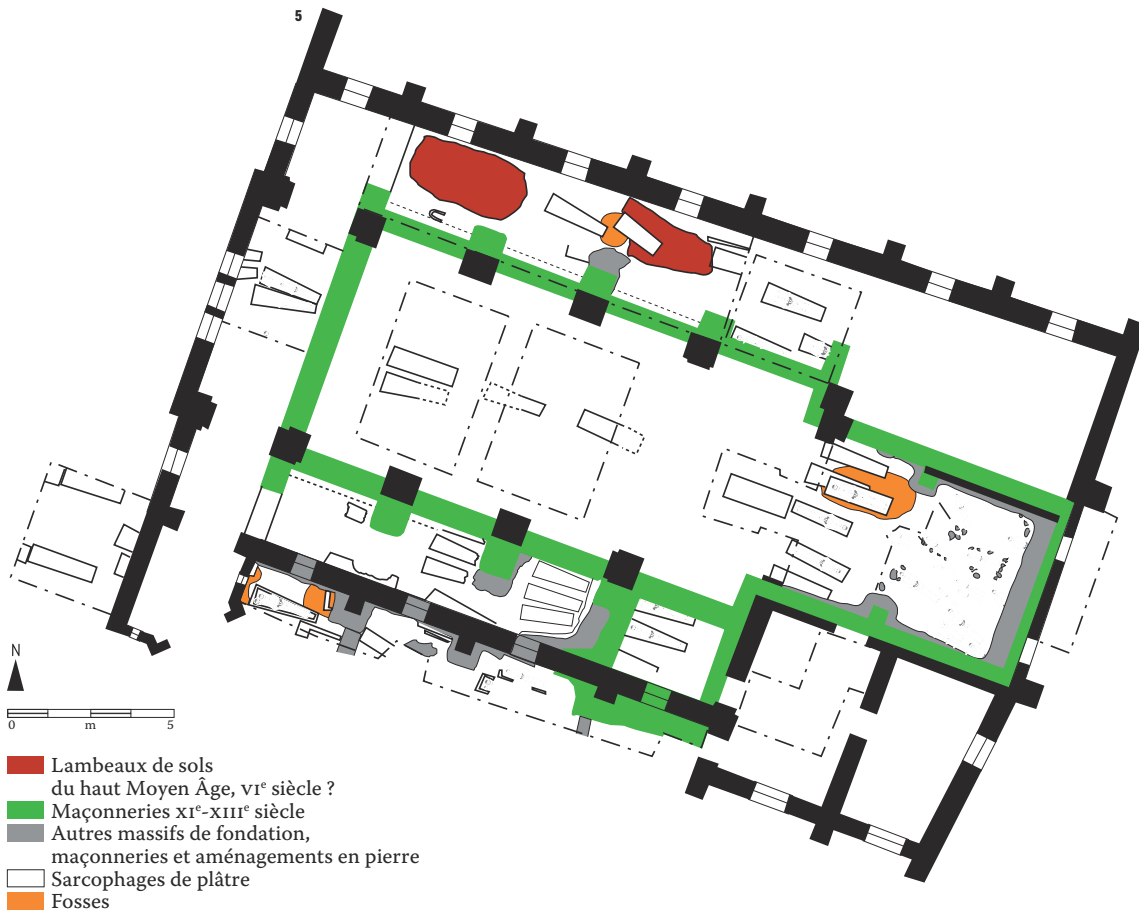 5
N
0 m 5
Lambeaux de sols
du haut Moyen Âge, VIe siècle ?
Maçonneries XIe-XIIIe siècle
Autres massifs de fondation,
maçonneries et aménagements en pierre
Sarcophages de plâtre
Fosses